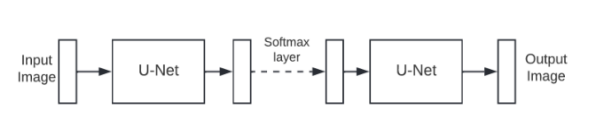 Input
Image
U-Net
Softmax
layer
U-Net
Output
Image